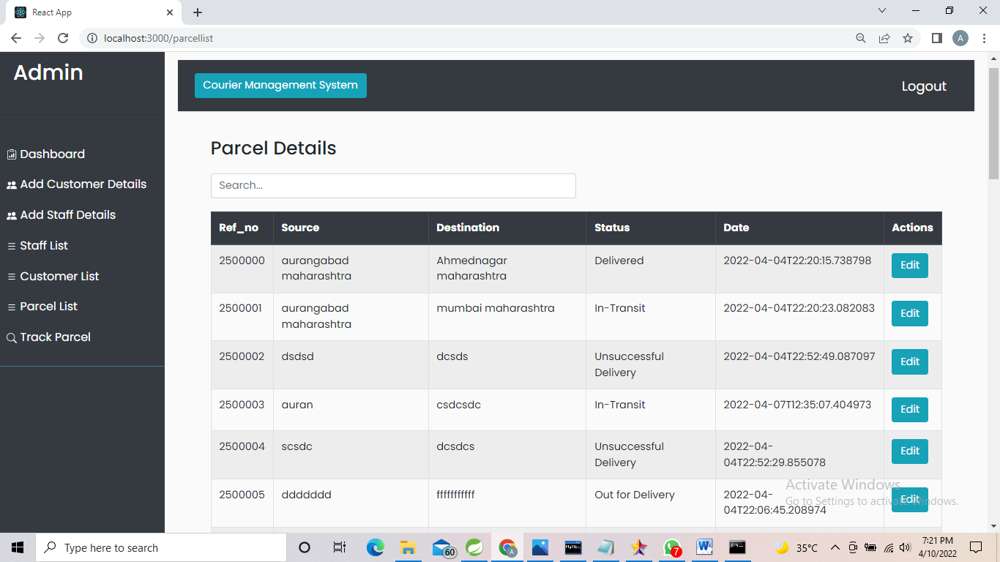 React App
localhost:3000/parcellist
A
Admin
Courier Management System
Logout
Dashboard
Add Customer Details
Add Staff Details
Staff List
Customer List
Parcel List
Track Parcel
Parcel Details
Search...
Ref_no Source Destination Status Date Actions
2500000 aurangabad Ahmednagar Delivered 2022-04-04T22:20:15.738798 Edit
maharashtra maharashtra
2500001 aurangabad mumbai maharashtra In-Transit 2022-04-04T22:20:23.082083 Edit
maharashtra
2500002 dsdsd dcsds Unsuccessful 2022-04-04T22:52:49.087097 Edit
Delivery
2500003 auran csdcsdc In-Transit 2022-04-07T12:35:07.404973 Edit
2500004 scsdc dcsdcs Unsuccessful 2022-04- Edit
Delivery 04T22:52:29.855078
2500005 ddddddd fffffffffff Out for Delivery 2022-04- Edit
04T22:06:45.208974
Activate Windows
Go to Settings to activate Windows.
Type here to search
60
A
MySQL
7
W
35°C
7:21 PM
4/10/2022